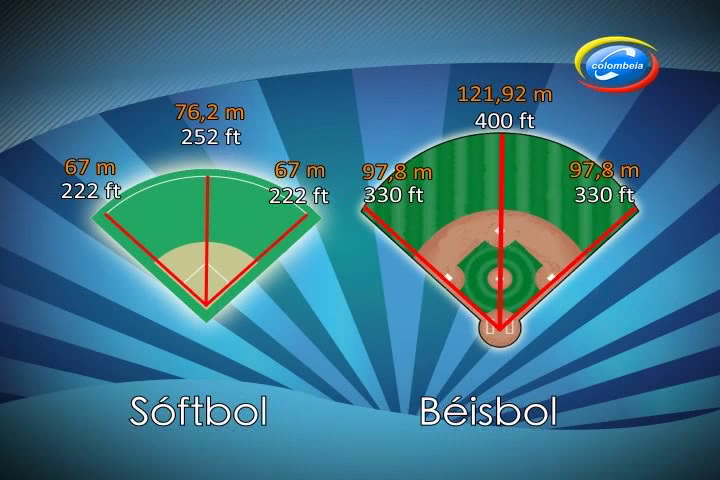 colombeia
76,2 m
252 ft
67 m
222 ft
67 m
222 ft
121,92 m
400 ft
97,8 m
330 ft
97,8 m
330 ft
Sóftbol
Béisbol